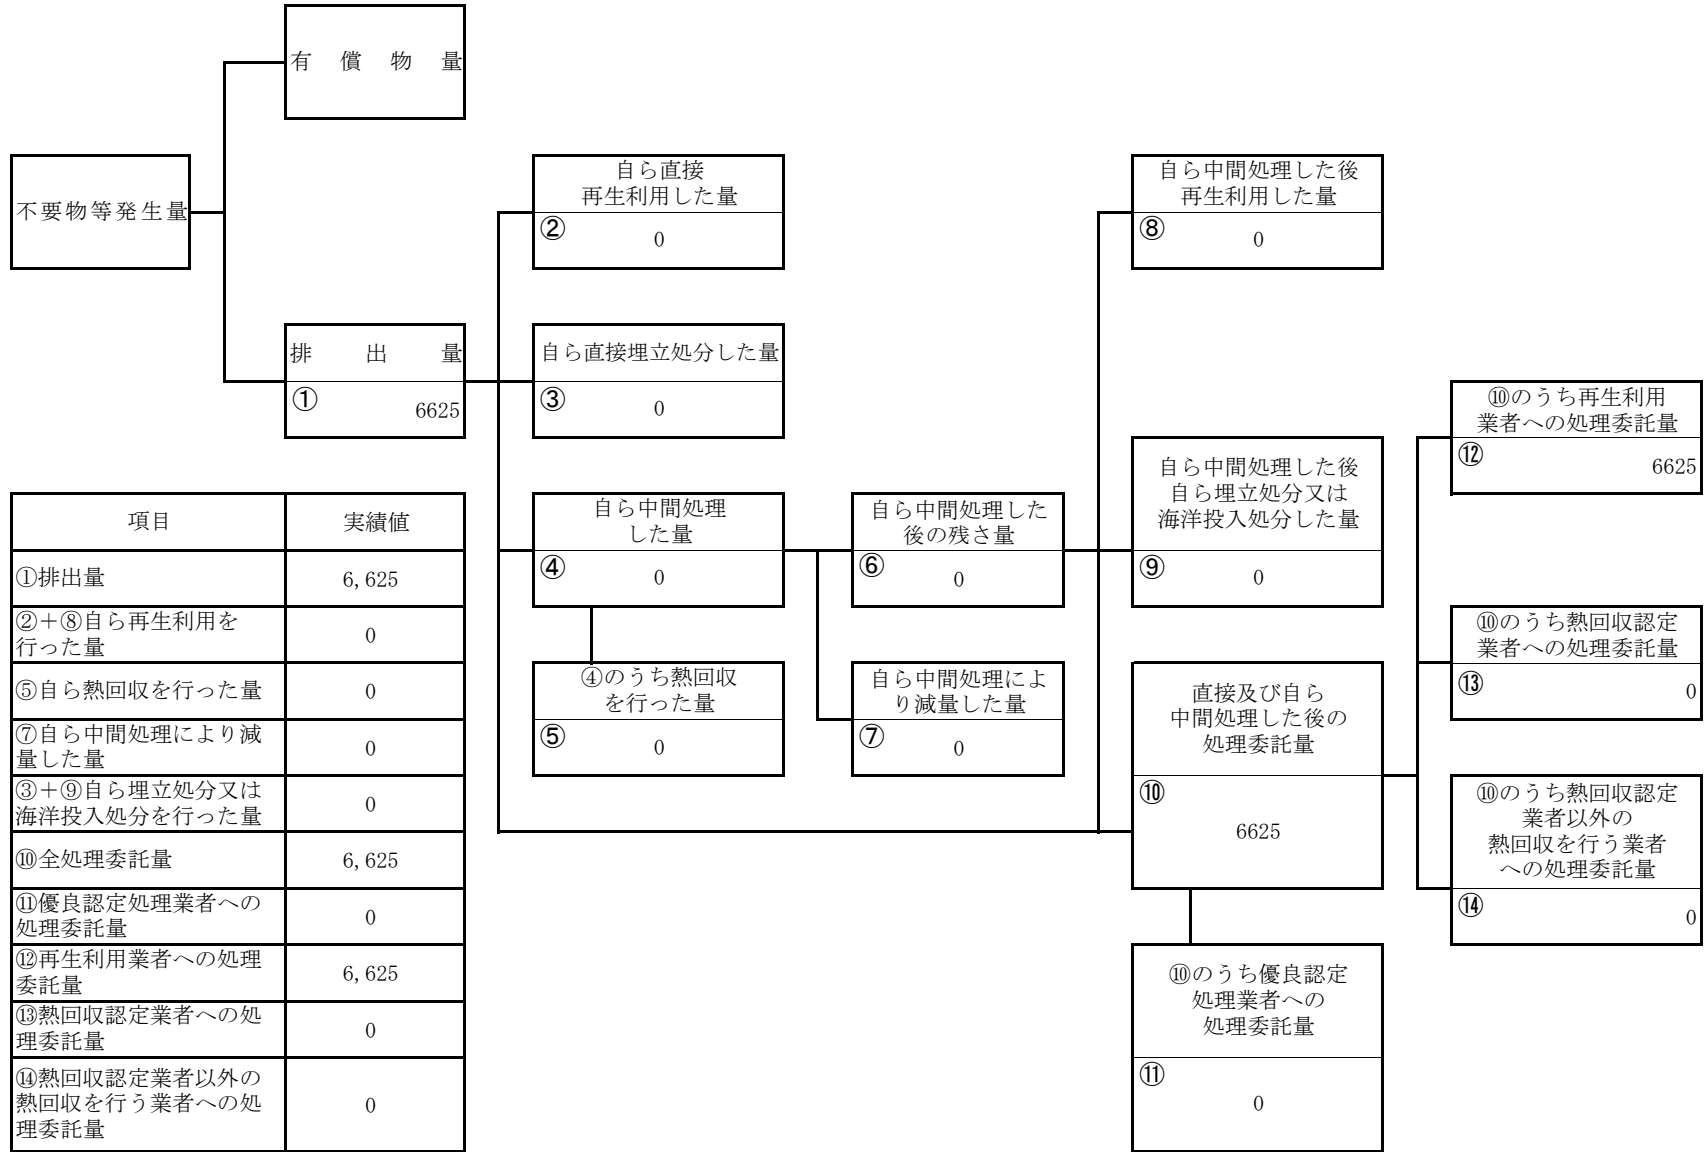 有償物量
不要物等発生量
自ら直接
再生利用した量
② 0
自ら中間処理した後
再生利用した量
⑧ 0
排出量
① 6625
自ら直接埋立処分した量
③ 0
⑩のうち再生利用
業者への処理委託量
⑫ 6625
自ら中間処理した後
自ら埋立処分又は
海洋投入処分した量
⑨ 0
自ら中間処理
した量
④ 0
自ら中間処理した
後の残さ量
⑥ 0
⑩のうち熱回収認定
業者への処理委託量
⑬ 0
④のうち熱回収
を行った量
⑤ 0
自ら中間処理によ
り減量した量
⑦ 0
直接及び自ら
中間処理した後の
処理委託量
⑩
6625
⑩のうち熱回収認定
業者以外の
熱回収を行う業者
への処理委託量
⑭ 0
⑩のうち優良認定
処理業者への
処理委託量
⑪
0
項目 実績値
①排出量 6,625
②+⑧自ら再生利用を
行った量 0
⑤自ら熱回収を行った量 0
⑦自ら中間処理により減
量した量 0
③+⑨自ら埋立処分又は
海洋投入処分を行った量 0
⑩全処理委託量 6,625
⑪優良認定処理業者への
処理委託量 0
⑫再生利用業者への処理
委託量 6,625
⑬熱回収認定業者への処
理委託量 0
⑭熱回収認定業者以外の
熱回収を行う業者への処
理委託量 0